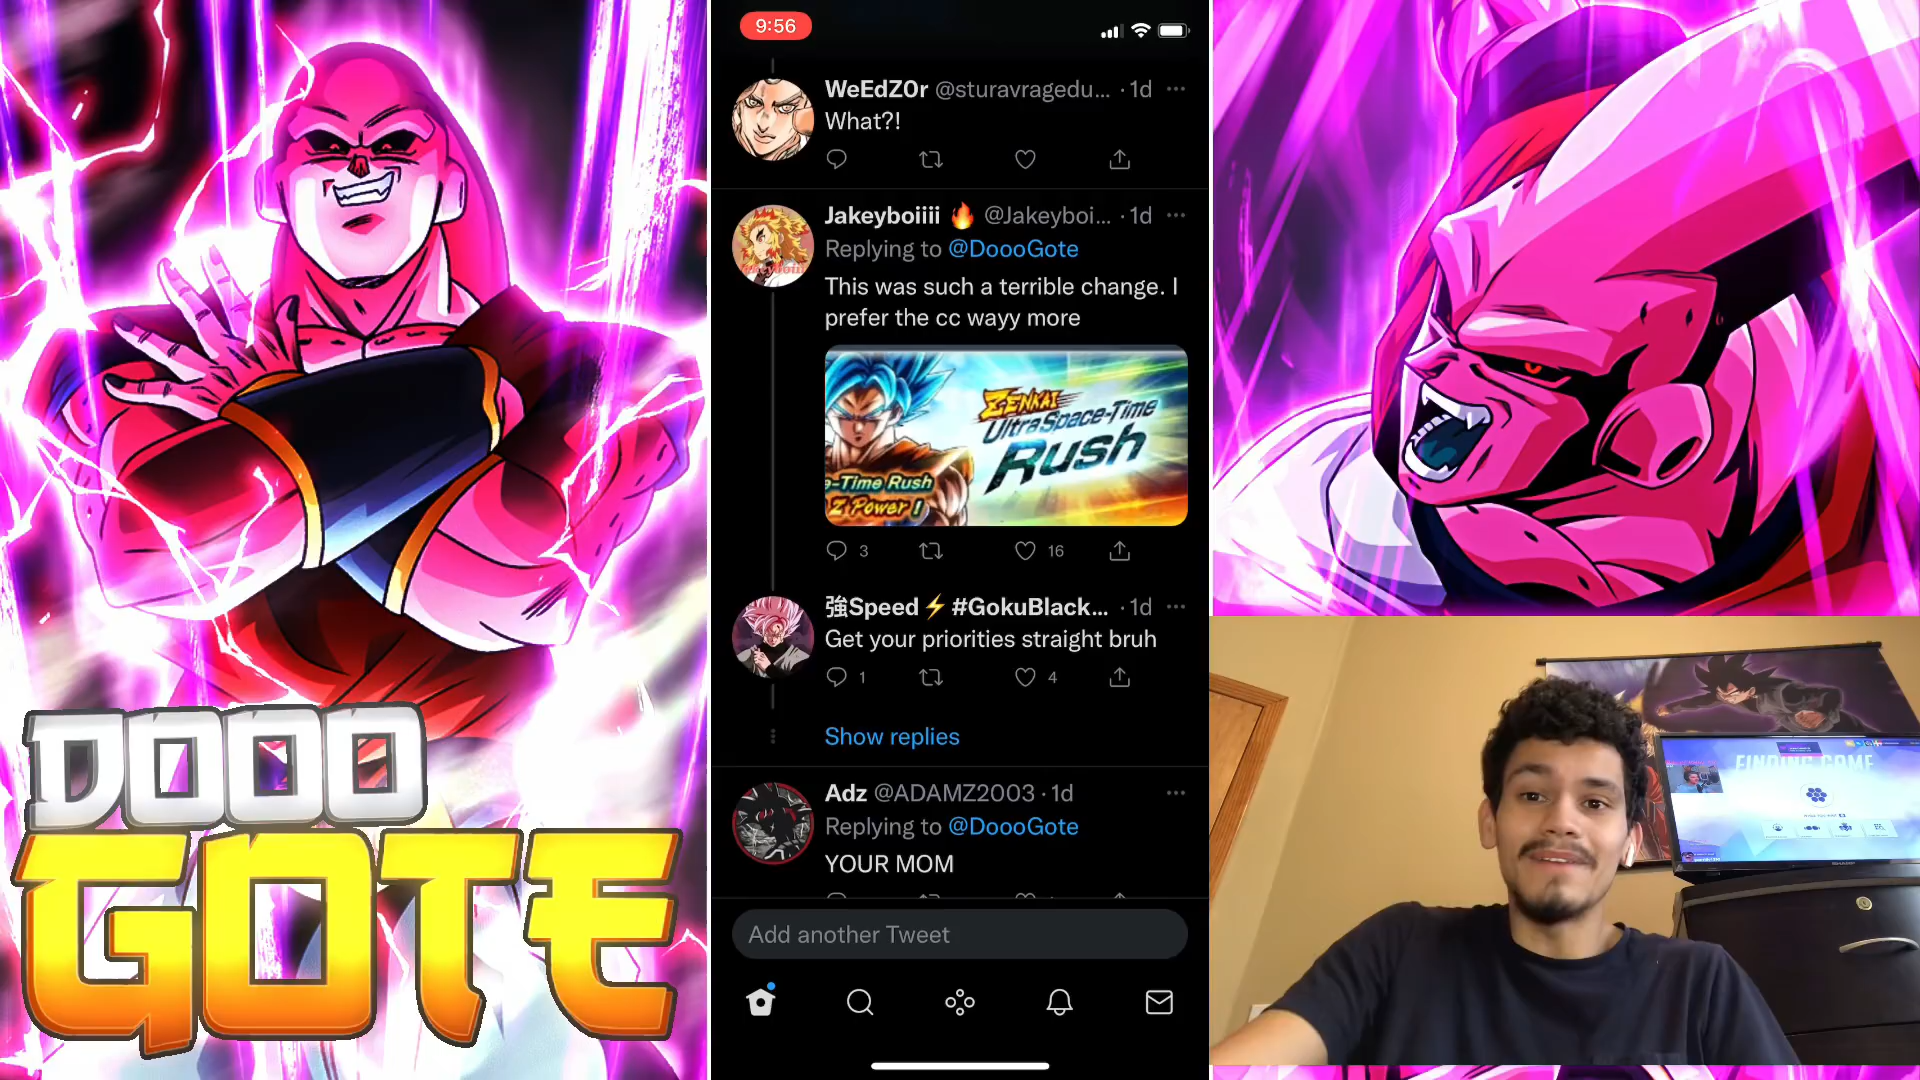 DOOO
GOTE
9:56
WeEdZ0r @sturavragedu... · 1d
What?!
Jakeyboiiii 🔥 @Jakeyboi... · 1d
Replying to @DoooGote
This was such a terrible change. I
prefer the cc wayy more
ZENKAI
Ultra Space-Time
Rush
e-Time Rush
Z Power!
3
16
強Speed⚡#GokuBlack... · 1d
Get your priorities straight bruh
1
4
Show replies
Adz @ADAMZ2003 · 1d
Replying to @DoooGote
YOUR MOM
Add another Tweet
FINDING GAME